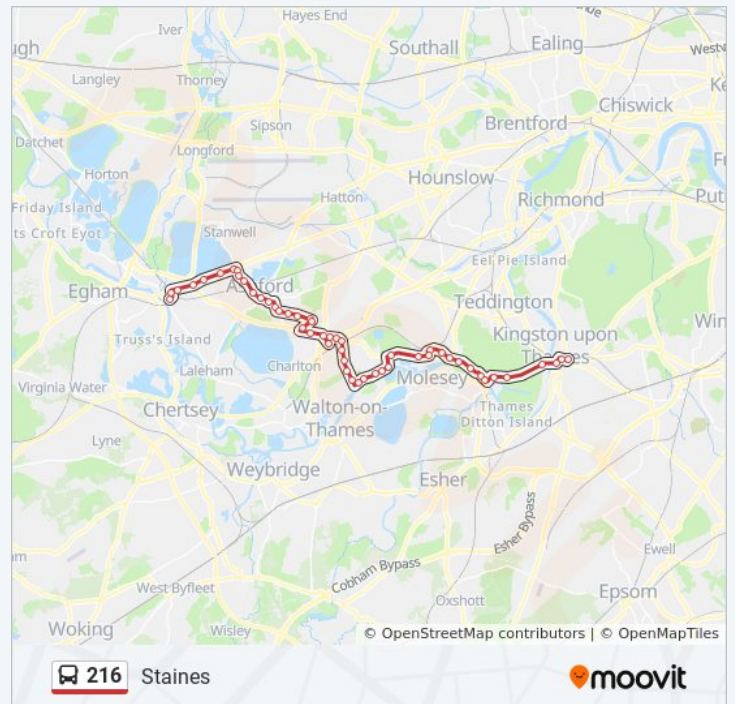 Hayes End
Iver
Southall
Ealing
Langley
Thorney
Chiswick
Sipson
Brentford
Datchet
Longford
Hounslow
Horton
Hatton
Richmond
Friday Island
Stanwell
ts Croft Eyot
Eel Pie Island
Egham
Ashford
Teddington
Kingston upon
Thames
Truss's Island
Laleham
Charlton
Virginia Water
Molesey
Chertsey
Walton-on-
Thames
Thames
Ditton Island
Lyne
Weybridge
Esher
Esher Bypass
Ewell
Cobham Bypass
West Byfleet
Epsom
Oxshott
Woking
Wisley
© OpenStreetMap contributors | © OpenMapTiles
216 Staines
moovit